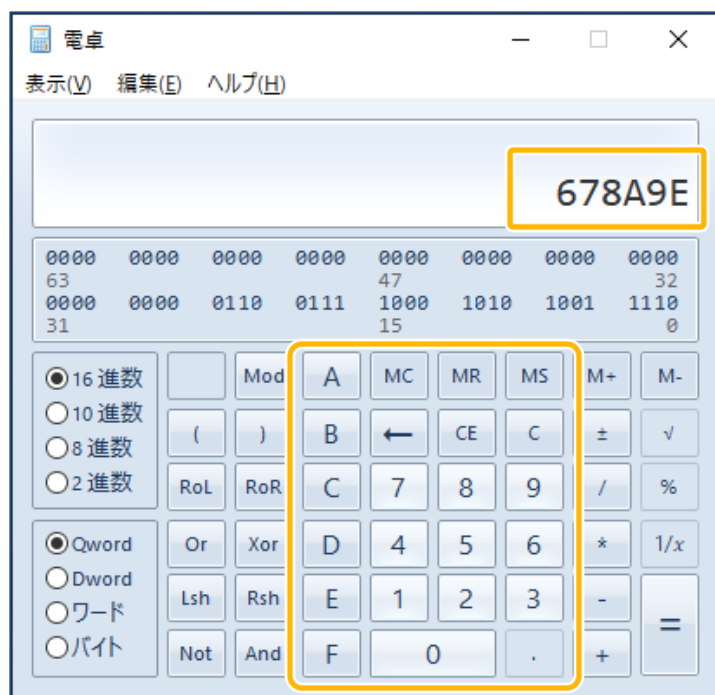 電卓
表示(V) 編集(E) ヘルプ(H)
678A9E
0000 0000 0000 0000 0000 0000 0000 0000
63 47 32
0000 0000 0110 0111 1000 1010 1001 1110
31 15 0
16 進数 Mod A MC MR MS M+ M-
10 進数
8 進数 ( ) B ← CE C ± √
2 進数 RoL RoR C 7 8 9 / %
Qword Or Xor D 4 5 6 * 1/x
Dword
ワード Lsh Rsh E 1 2 3 - =
バイト Not And F 0 . +